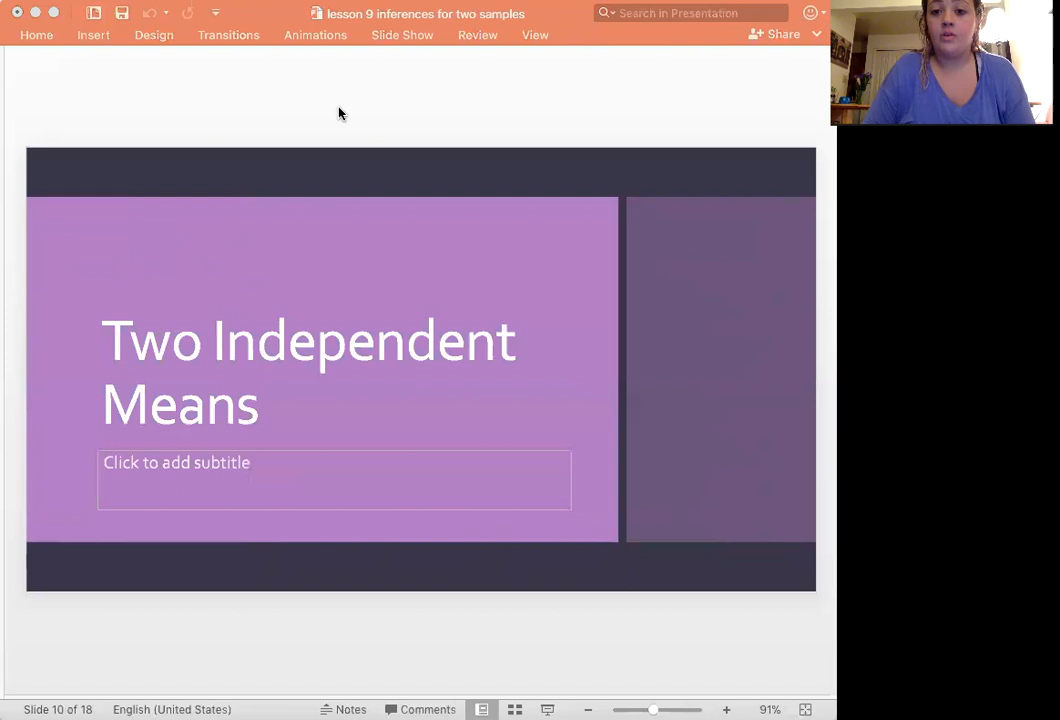 lesson 9 inferences for two samples
Search in Presentation
Home Insert Design Transitions Animations Slide Show Review View Share
Two Independent
Means
Click to add subtitle
Slide 10 of 18 English (United States) Notes Comments 91%